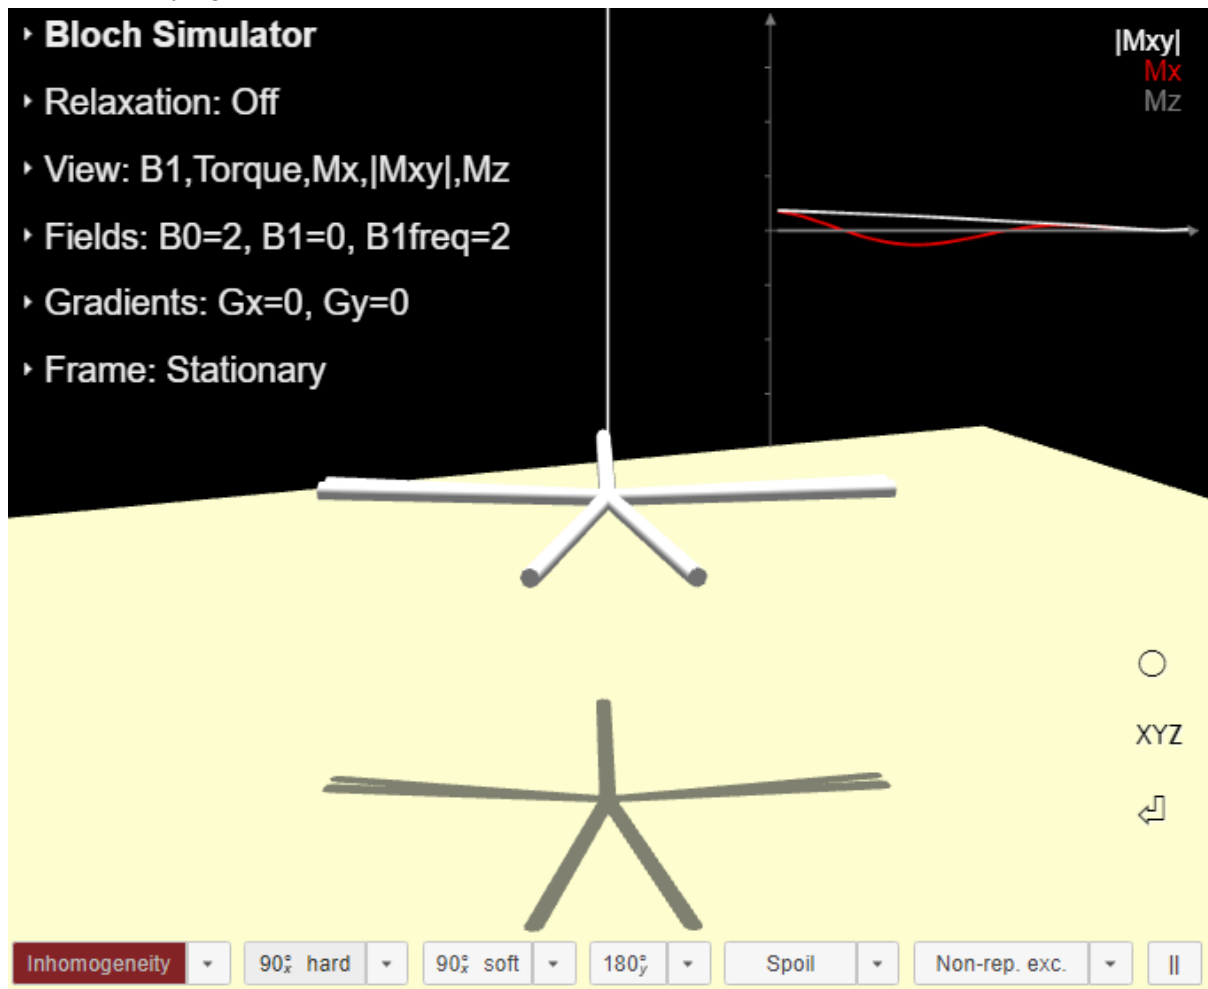 Bloch Simulator
Relaxation: Off
View: B1,Torque,Mx,|Mxy|,Mz
Fields: B0=2, B1=0, B1freq=2
Gradients: Gx=0, Gy=0
Frame: Stationary
|Mxy|
Mx
Mz
XYZ
Inhomogeneity
90°x hard
90°x soft
180°y
Spoil
Non-rep. exc.
||